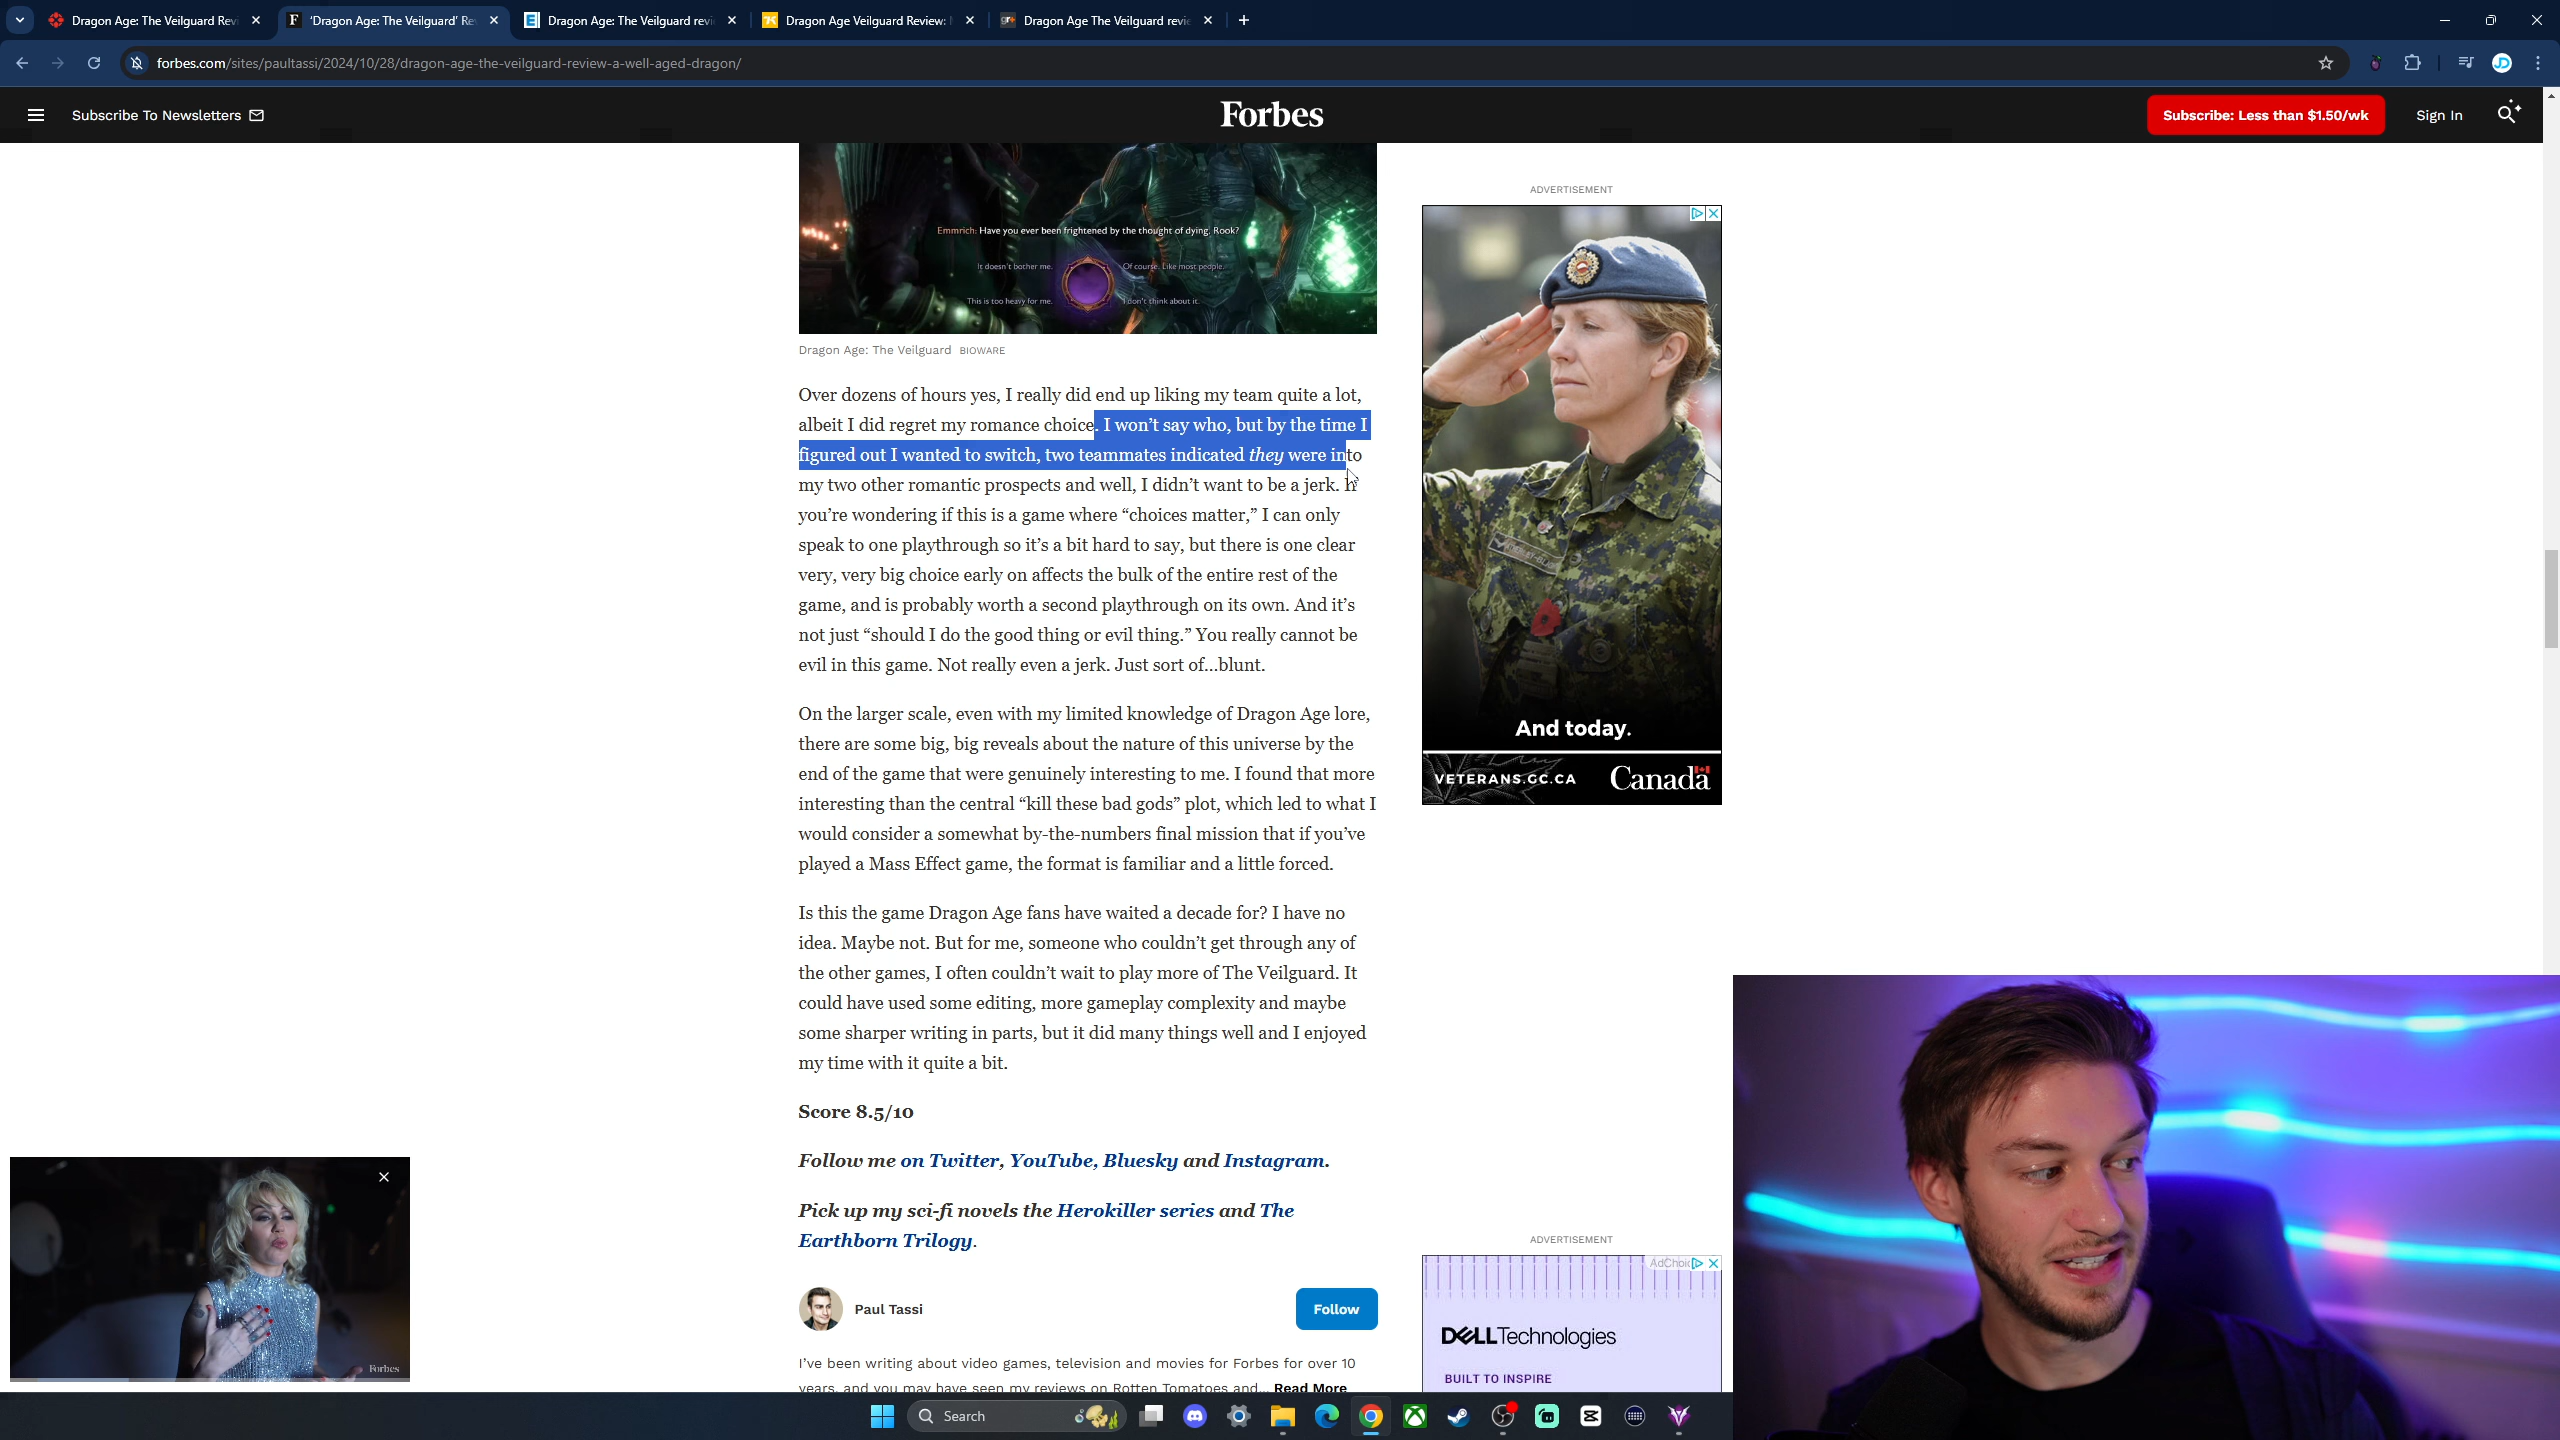 Dragon Age: The Veilguard Rev
'Dragon Age: The Veilguard' Re
Dragon Age: The Veilguard revi
Dragon Age Veilguard Review:
Dragon Age The Veilguard revie
forbes.com/sites/paultassi/2024/10/28/dragon-age-the-veilguard-review-a-well-aged-dragon/
Subscribe To Newsletters
Forbes
Subscribe: Less than $1.50/wk
Sign In
Emmrich: Have you ever been frightened by the thought of dying, Rook?
It doesn't bother me.
Of course. Like most people.
This is too heavy for me.
I don't think about it.
Dragon Age: The Veilguard BIOWARE
Over dozens of hours yes, I really did end up liking my team quite a lot,
albeit I did regret my romance choice. I won't say who, but by the time I
figured out I wanted to switch, two teammates indicated they were into
my two other romantic prospects and well, I didn't want to be a jerk. If
you're wondering if this is a game where “choices matter,” I can only
speak to one playthrough so it's a bit hard to say, but there is one clear
very, very big choice early on affects the bulk of the entire rest of the
game, and is probably worth a second playthrough on its own. And it's
not just “should I do the good thing or evil thing.” You really cannot be
evil in this game. Not really even a jerk. Just sort of…blunt.
On the larger scale, even with my limited knowledge of Dragon Age lore,
there are some big, big reveals about the nature of this universe by the
end of the game that were genuinely interesting to me. I found that more
interesting than the central “kill these bad gods” plot, which led to what I
would consider a somewhat by-the-numbers final mission that if you've
played a Mass Effect game, the format is familiar and a little forced.
Is this the game Dragon Age fans have waited a decade for? I have no
idea. Maybe not. But for me, someone who couldn't get through any of
the other games, I often couldn't wait to play more of The Veilguard. It
could have used some editing, more gameplay complexity and maybe
some sharper writing in parts, but it did many things well and I enjoyed
my time with it quite a bit.
Score 8.5/10
Follow me on Twitter, YouTube, Bluesky and Instagram.
Pick up my sci-fi novels the Herokiller series and The
Earthborn Trilogy.
Paul Tassi
Follow
I've been writing about video games, television and movies for Forbes for over 10
years, and you may have seen my reviews on Rotten Tomatoes and... Read More
ADVERTISEMENT
And today.
VETERANS.GC.CA Canada
ADVERTISEMENT
AdChoic
DELLTechnologies
BUILT TO INSPIRE
Forbes
Search